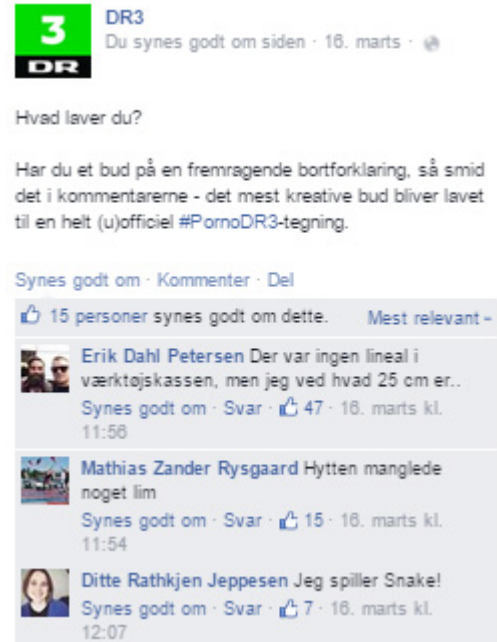 3
DR
DR3
Du synes godt om siden · 16. marts ·
Hvad laver du?
Har du et bud på en fremragende bortforklaring, så smid
det i kommentarerne - det mest kreative bud bliver lavet
til en helt (u)officiel #PornoDR3-tegning.
Synes godt om · Kommenter · Del
15 personer synes godt om dette. Mest relevant
Erik Dahl Petersen Der var ingen lineal i
værktøjskassen, men jeg ved hvad 25 cm er..
Synes godt om · Svar · 47 · 16. marts kl.
11:56
Mathias Zander Rysgaard Hytten manglede
noget lim
Synes godt om · Svar · 15 · 16. marts kl.
11:54
Ditte Rathkjen Jeppesen Jeg spiller Snake!
Synes godt om · Svar · 7 · 16. marts kl.
12:07